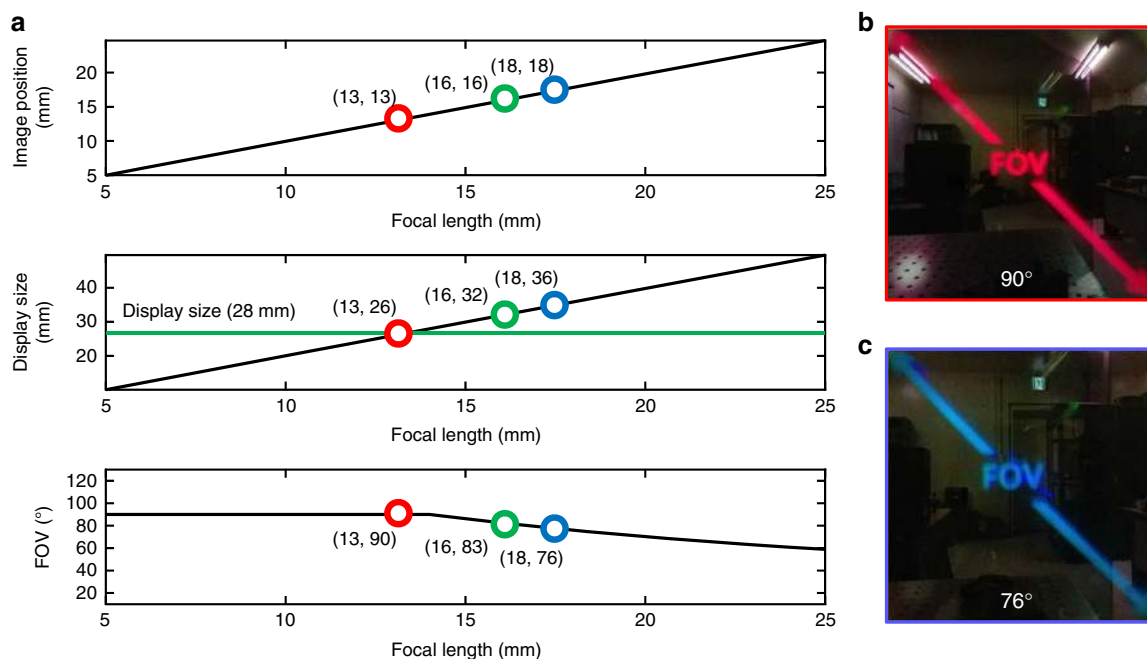 a
Image position
(mm)
20
15
10
5
(13, 13)
(16, 16)
(18, 18)
5
10
15
20
25
Focal length (mm)
Display size
(mm)
40
30
20
Display size (28 mm)
(13, 26)
(16, 32)
(18, 36)
5
10
15
20
25
Focal length (mm)
FOV (°)
120
100
80
60
40
20
(13, 90)
(16, 83)
(18, 76)
5
10
15
20
25
Focal length (mm)
b
FOV
90°
c
FOV
76°